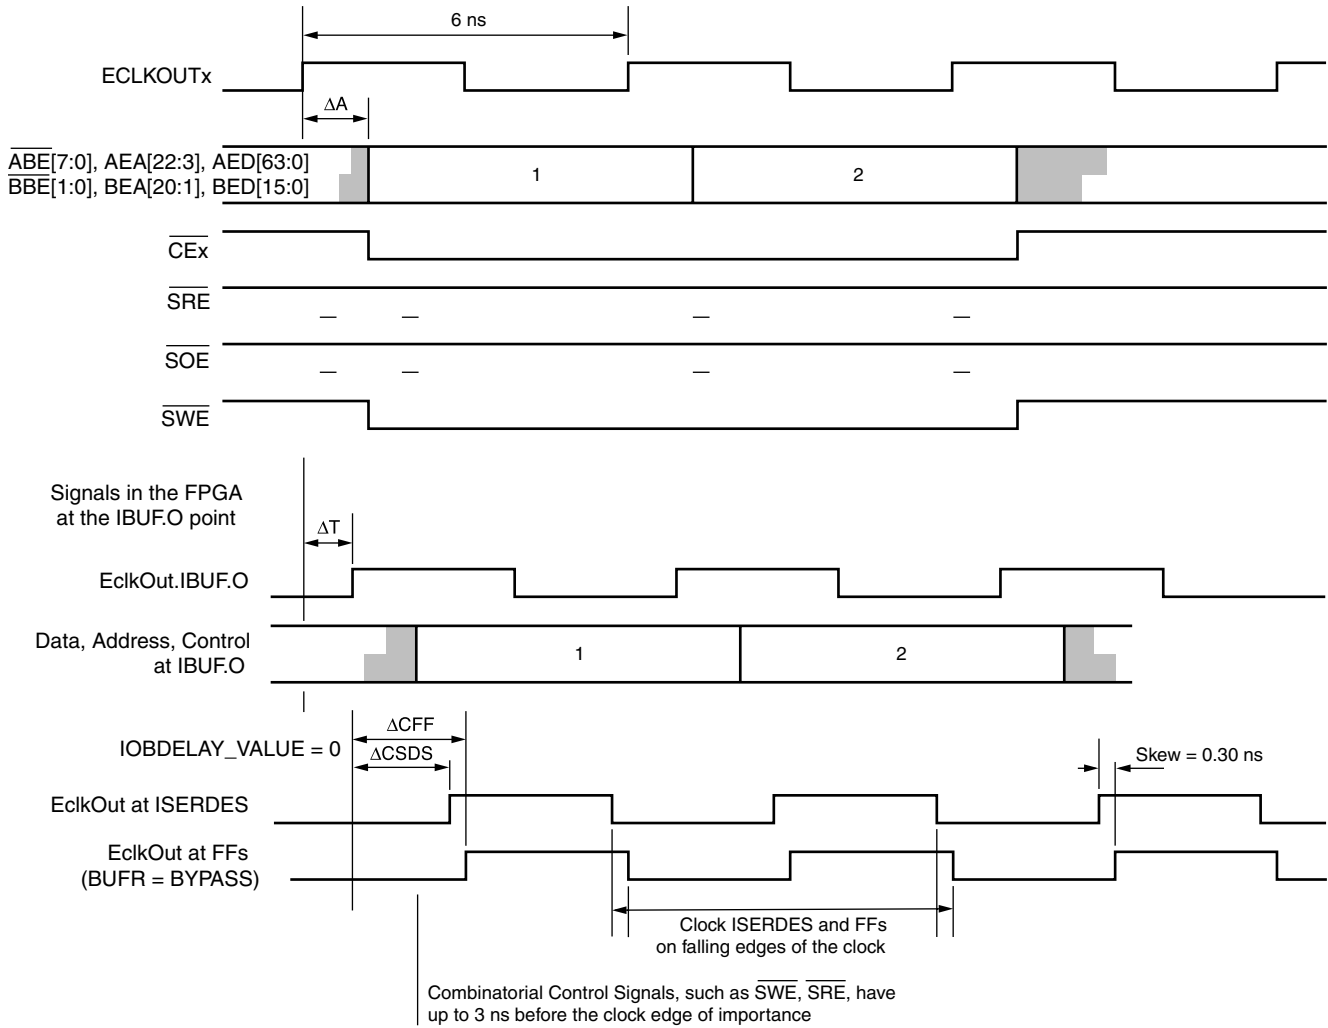 6 ns
ECLKOUTx
ΔA
ABE[7:0], AEA[22:3], AED[63:0]
BBE[1:0], BEA[20:1], BED[15:0]
1
2
CEx
SRE
SOE
SWE
Signals in the FPGA
at the IBUF.O point
ΔT
EclkOut.IBUF.O
Data, Address, Control
at IBUF.O
1
2
ΔCFF
IOBDELAY_VALUE = 0
ΔCSDS
Skew = 0.30 ns
EclkOut at ISERDES
EclkOut at FFs
(BUFR = BYPASS)
Clock ISERDES and FFs
on falling edges of the clock
Combinatorial Control Signals, such as SWE, SRE, have
up to 3 ns before the clock edge of importance